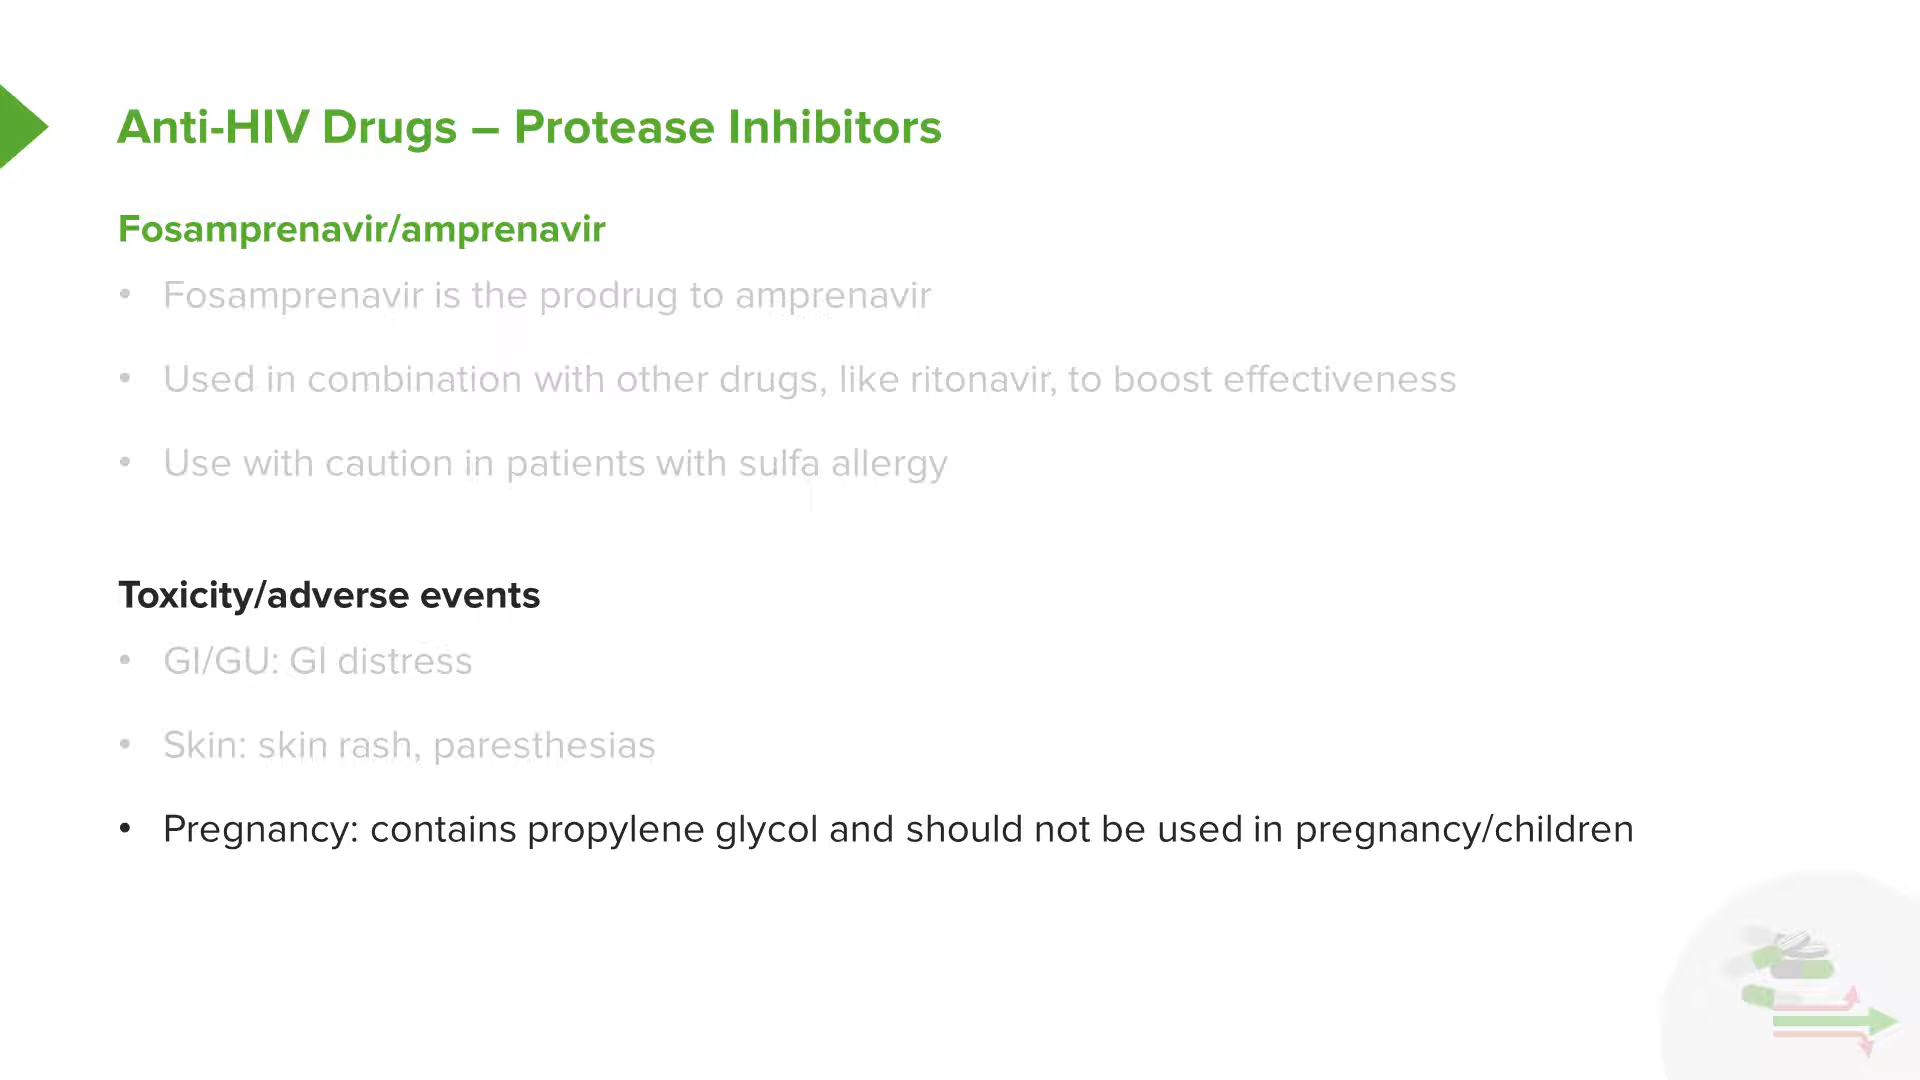 Anti-HIV Drugs – Protease Inhibitors
Fosamprenavir/amprenavir
• Fosamprenavir is the prodrug to amprenavir
• Used in combination with other drugs, like ritonavir, to boost effectiveness
• Use with caution in patients with sulfa allergy
Toxicity/adverse events
• GI/GU: GI distress
• Skin: skin rash, paresthesias
• Pregnancy: contains propylene glycol and should not be used in pregnancy/children